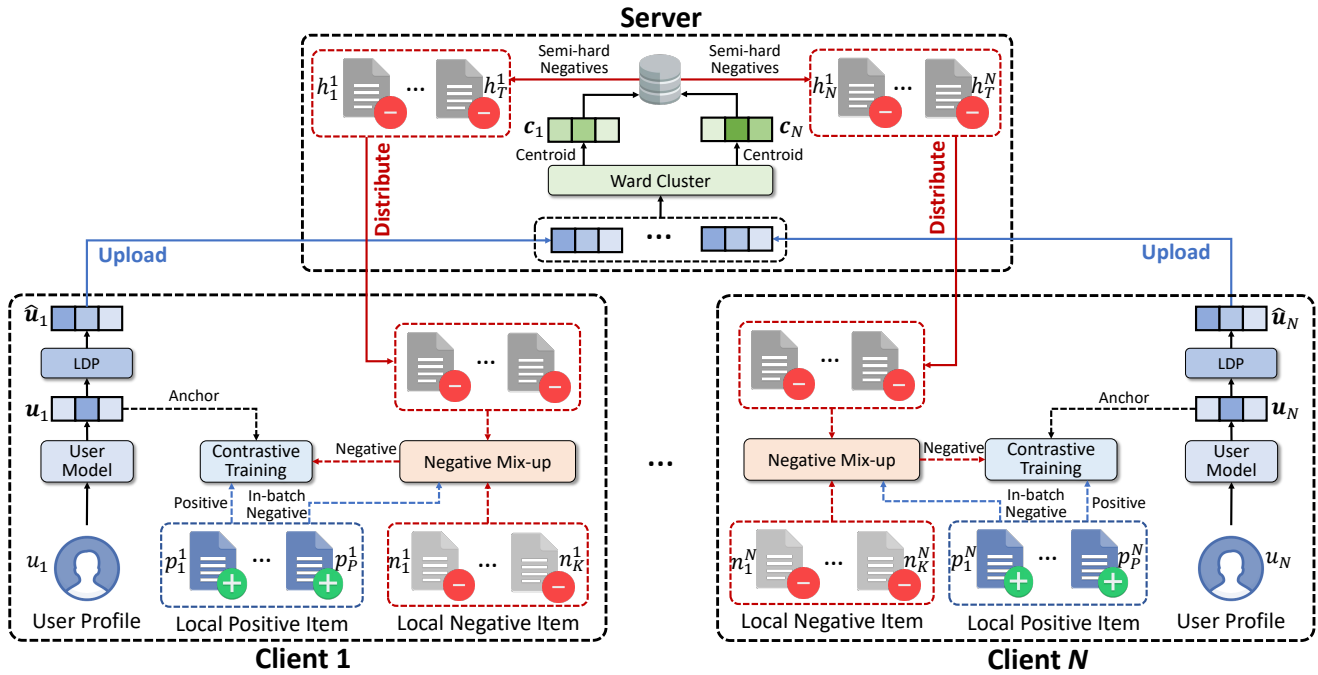 Server
Semi-hard
Negatives
Semi-hard
Negatives
h_1^1
...
h_T^1
h_N^1
...
h_T^N
c_1
c_N
Centroid
Centroid
Ward Cluster
Distribute
Distribute
...
Upload
Upload
û_1
LDP
u_1
User
Model
u_1
User Profile
Anchor
Contrastive
Training
Negative
Negative Mix-up
...
Positive
In-batch
Negative
p_1^1
...
p_P^1
Local Positive Item
n_1^1
...
n_K^1
Local Negative Item
Client 1
...
...
Negative Mix-up
Negative
Contrastive
Training
Anchor
û_N
LDP
u_N
User
Model
In-batch
Negative
Positive
n_1^N
...
n_K^N
Local Negative Item
p_1^N
...
p_P^N
Local Positive Item
u_N
User Profile
Client N